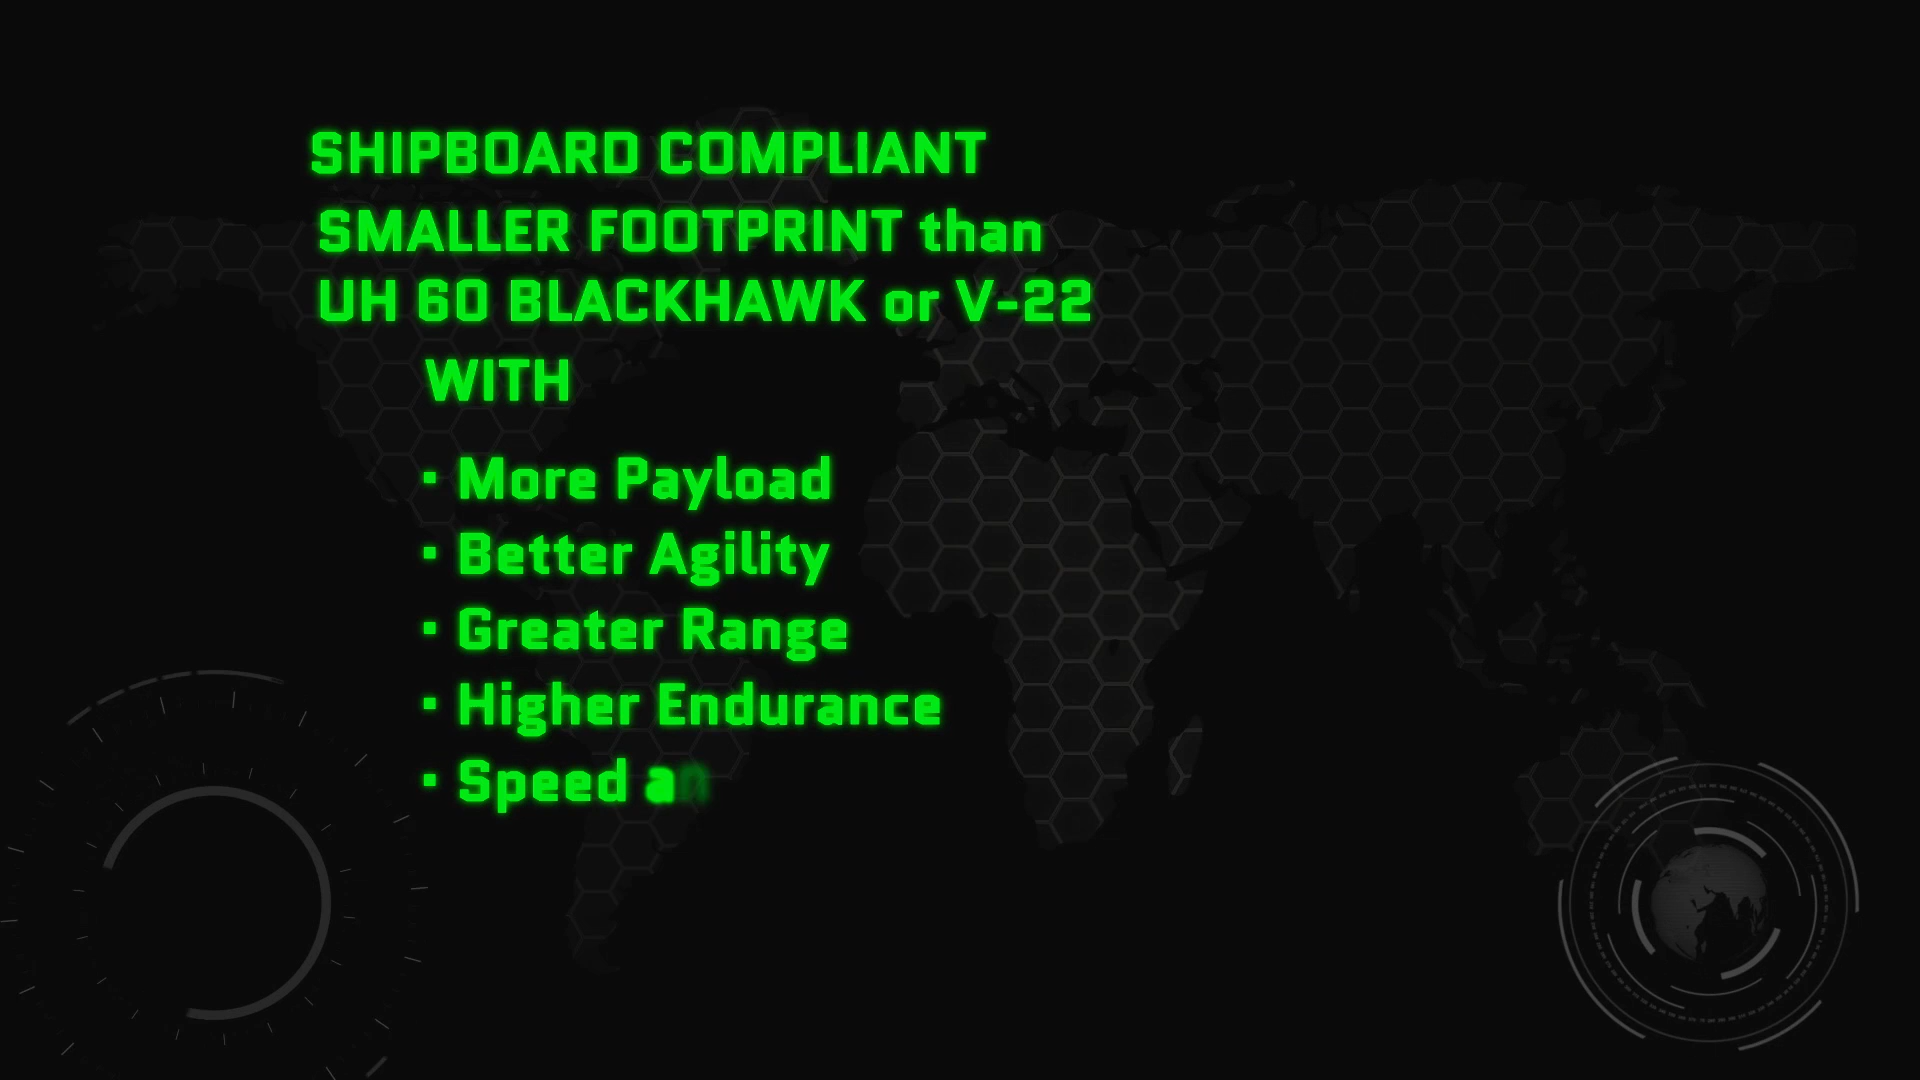 SHIPBOARD COMPLIANT
SMALLER FOOTPRINT than
UH 60 BLACKHAWK or V-22
WITH
· More Payload
· Better Agility
· Greater Range
· Higher Endurance
· Speed an